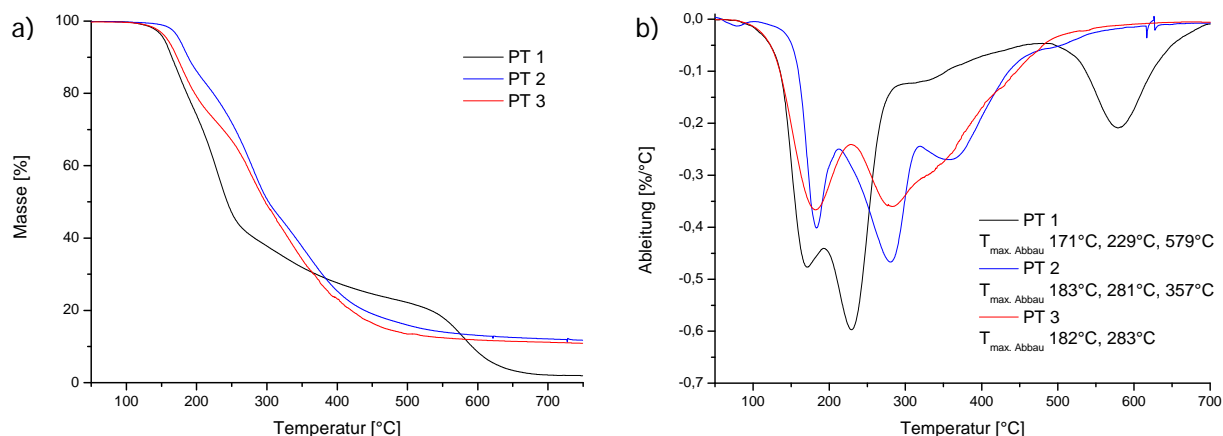 a)
100
80
60
40
20
0
Masse [%]
PT 1
PT 2
PT 3
100 200 300 400 500 600 700
Temperatur [°C]
b)
0,0
-0,1
-0,2
-0,3
-0,4
-0,5
-0,6
-0,7
Ableitung [%/°C]
PT 1
T max. Abbau 171°C, 229°C, 579°C
PT 2
T max. Abbau 183°C, 281°C, 357°C
PT 3
T max. Abbau 182°C, 283°C
100 200 300 400 500 600 700
Temperatur [°C]